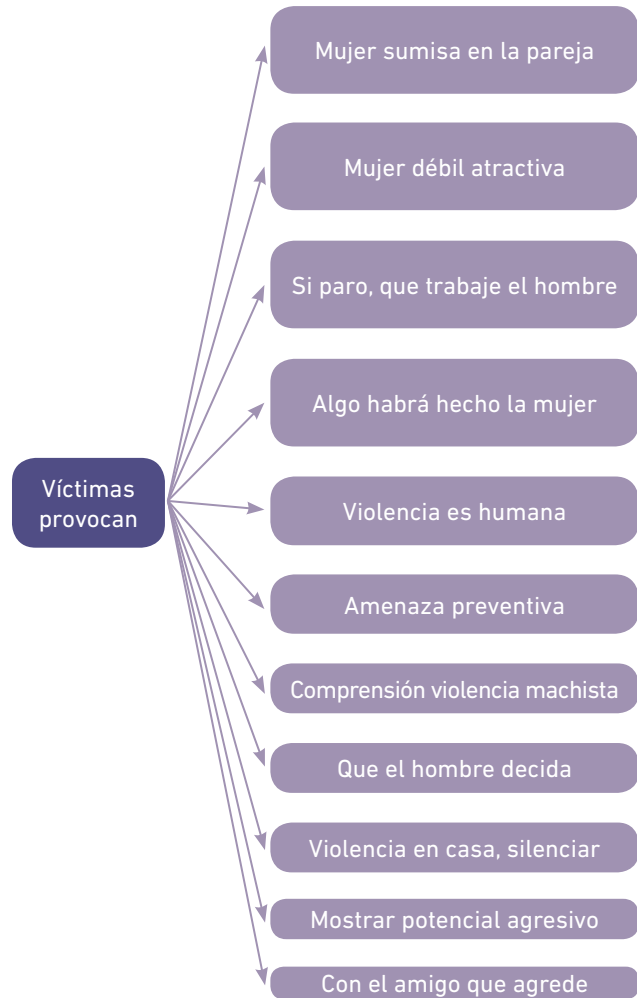 Mujer sumisa en la pareja
Mujer débil atractiva
Si paro, que trabaje el hombre
Algo habrá hecho la mujer
Víctimas
provocan
Violencia es humana
Amenaza preventiva
Comprensión violencia machista
Que el hombre decida
Violencia en casa, silenciar
Mostrar potencial agresivo
Con el amigo que agrede